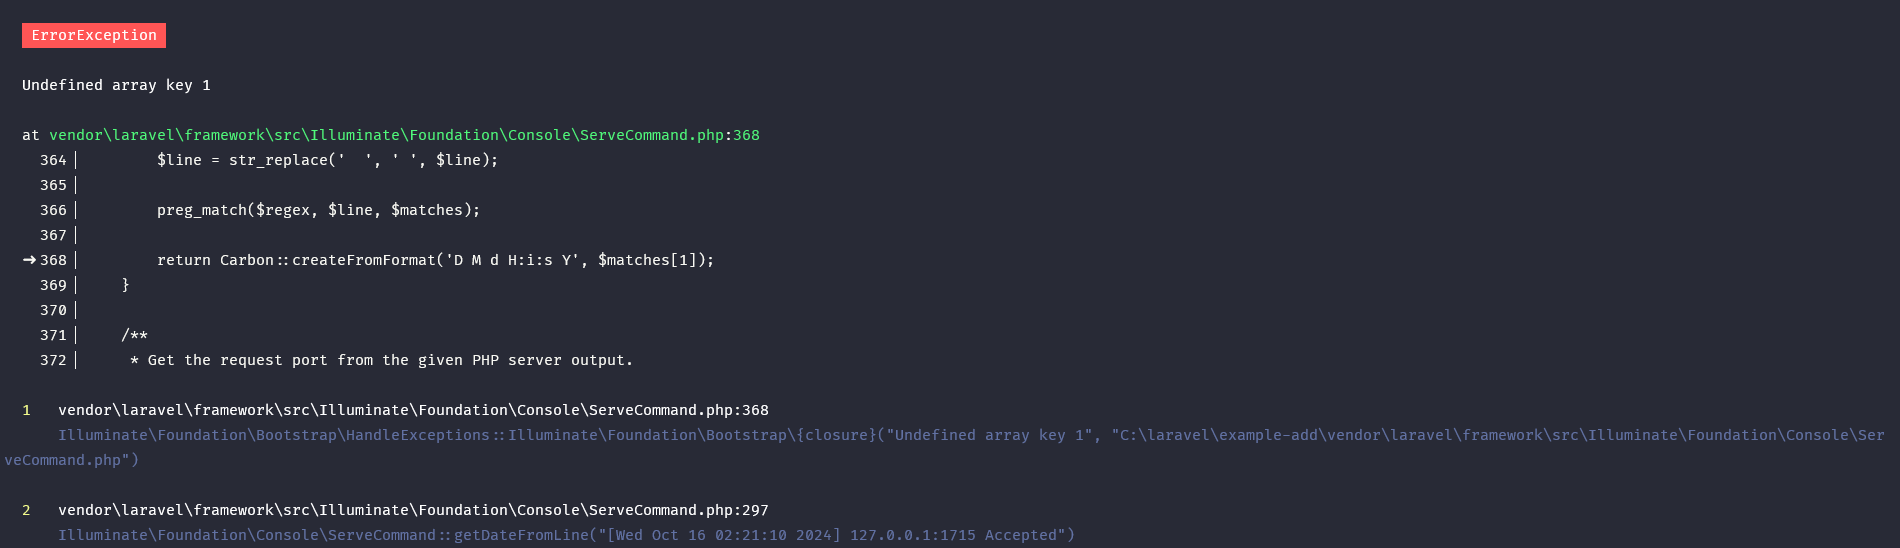 ErrorException
Undefined array key 1
at vendor\laravel\framework\src\Illuminate\Foundation\Console\ServeCommand.php:368
364|         $line = str_replace('  ', ' ', $line);
365|
366|         preg_match($regex, $line, $matches);
367|
➜ 368|         return Carbon::createFromFormat('D M d H:i:s Y', $matches[1]);
369|     }
370|
371|     /**
372|      * Get the request port from the given PHP server output.
1   vendor\laravel\framework\src\Illuminate\Foundation\Console\ServeCommand.php:368
Illuminate\Foundation\Bootstrap\HandleExceptions::Illuminate\Foundation\Bootstrap\{closure}("Undefined array key 1", "C:\laravel\example-add\vendor\laravel\framework\src\Illuminate\Foundation\Console\Ser
veCommand.php")
2   vendor\laravel\framework\src\Illuminate\Foundation\Console\ServeCommand.php:297
Illuminate\Foundation\Console\ServeCommand::getDateFromLine("[Wed Oct 16 02:21:10 2024] 127.0.0.1:1715 Accepted")